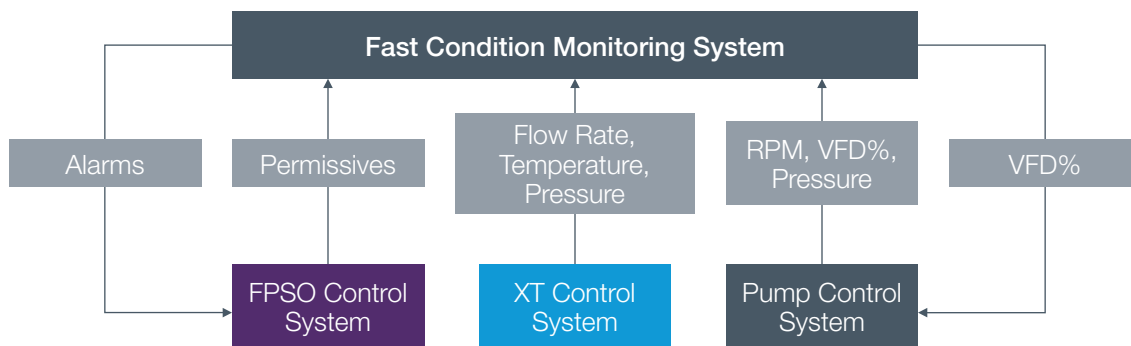 Fast Condition Monitoring System
Alarms
Permissives
Flow Rate,
Temperature,
Pressure
RPM, VFD%,
Pressure
VFD%
FPSO Control
System
XT Control
System
Pump Control
System